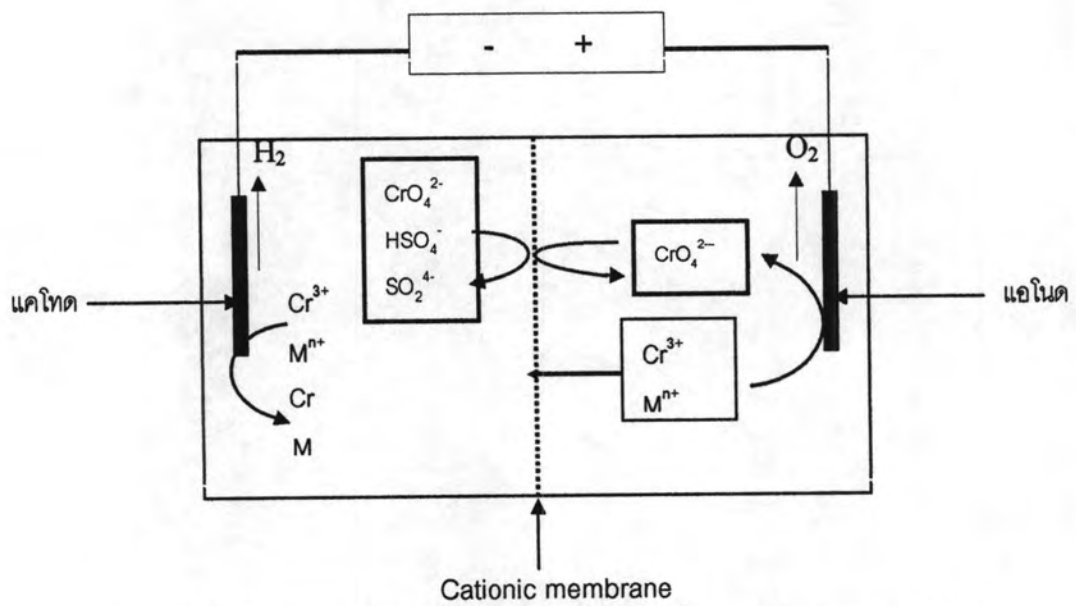 - +
H₂
O₂
CrO₄²⁻
HSO₄⁻
SO₂⁴⁻
CrO₄²⁻
แคโทด
แอโนด
Cr³⁺
Mⁿ⁺
Cr
M
Cr³⁺
Mⁿ⁺
Cationic membrane